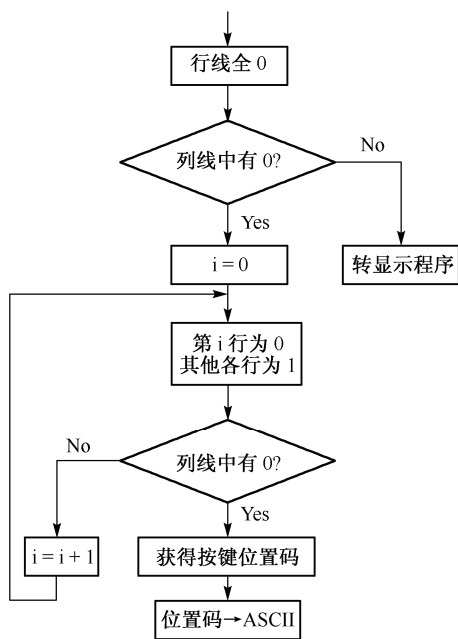 行线全 0
列线中有 0?
No
Yes
i = 0
转显示程序
第 i 行为 0
其他各行为 1
No
列线中有 0?
Yes
i = i + 1
获得按键位置码
位置码→ASCII